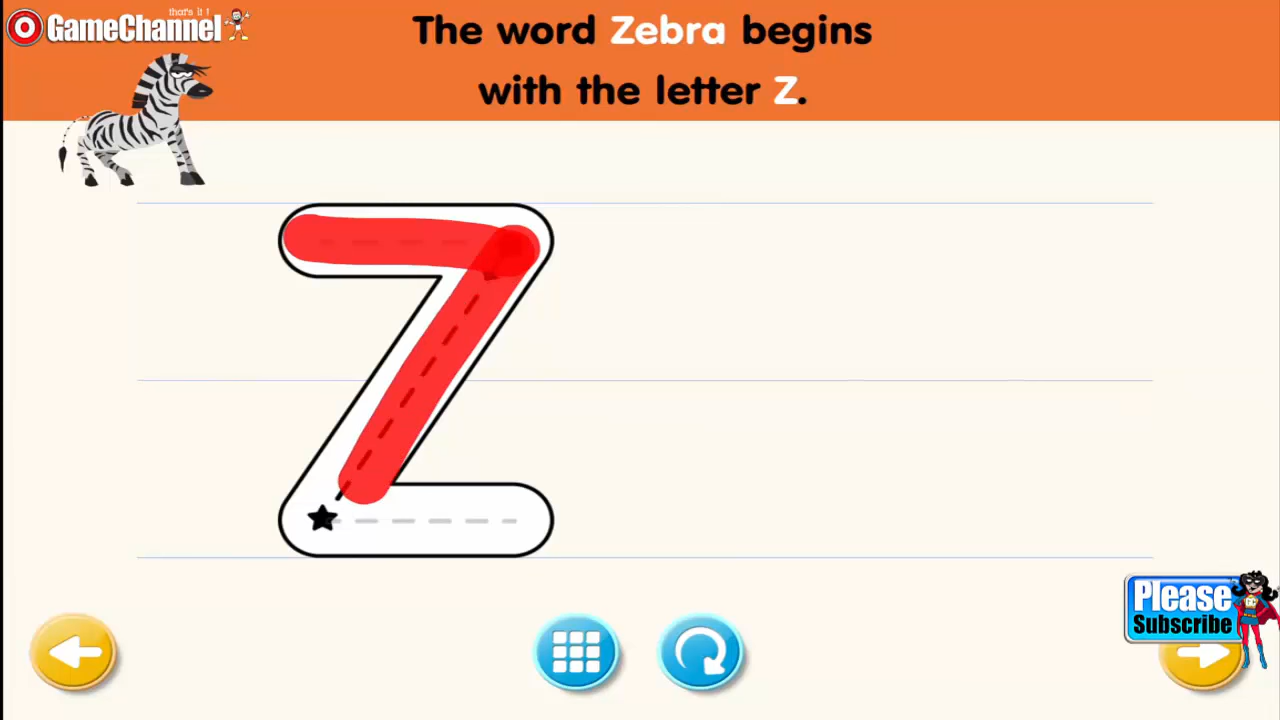 that's it !
GameChannel
The word Zebra begins
with the letter Z.
Z
Please
Subscribe